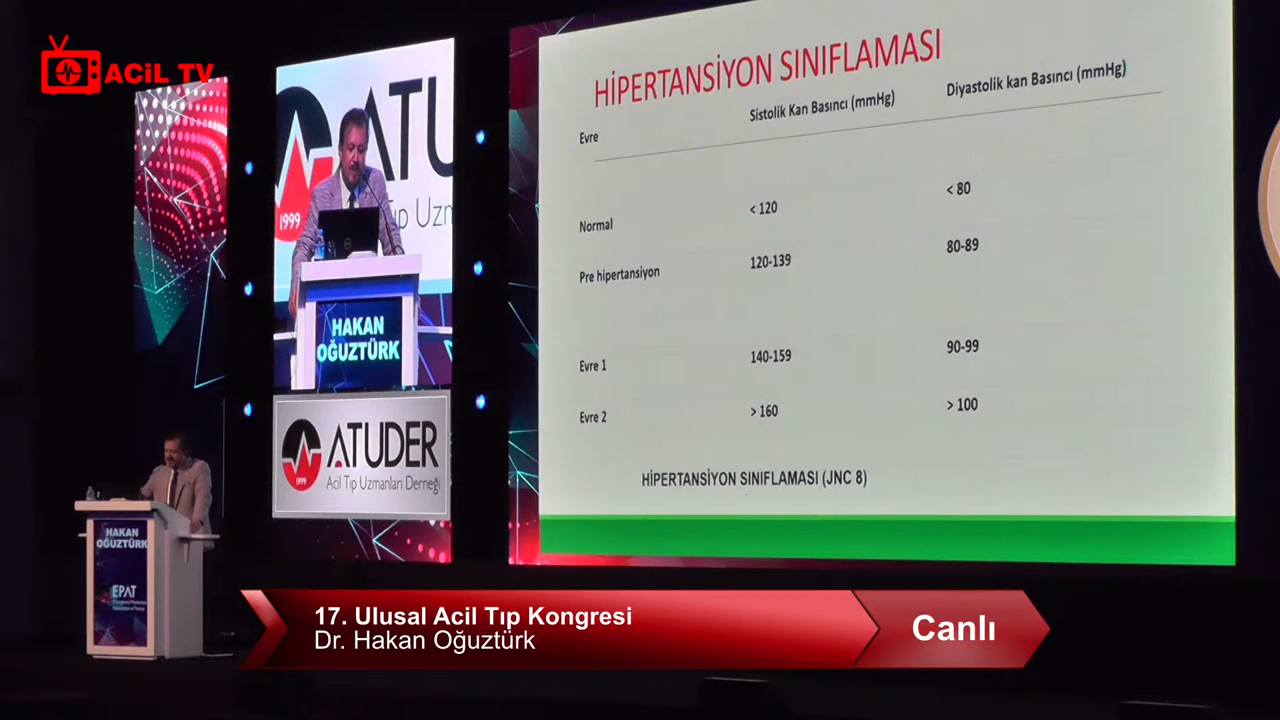 ACiL TV
ATU
1999
Tıp Uzm
HAKAN
OĞUZTÜRK
ATUDER
1999
Acil Tıp Uzmanları Derneği
HAKAN
OĞUZTÜRK
EPAT
HİPERTANSİYON SINIFLAMASI
Evre Sistolik Kan Basıncı (mmHg) Diyastolik kan Basıncı (mmHg)
Normal < 120 < 80
Pre hipertansiyon 120-139 80-89
Evre 1 140-159 90-99
Evre 2 > 160 > 100
HİPERTANSİYON SINIFLAMASI (JNC 8)
17. Ulusal Acil Tıp Kongresi
Dr. Hakan Oğuztürk
Canlı